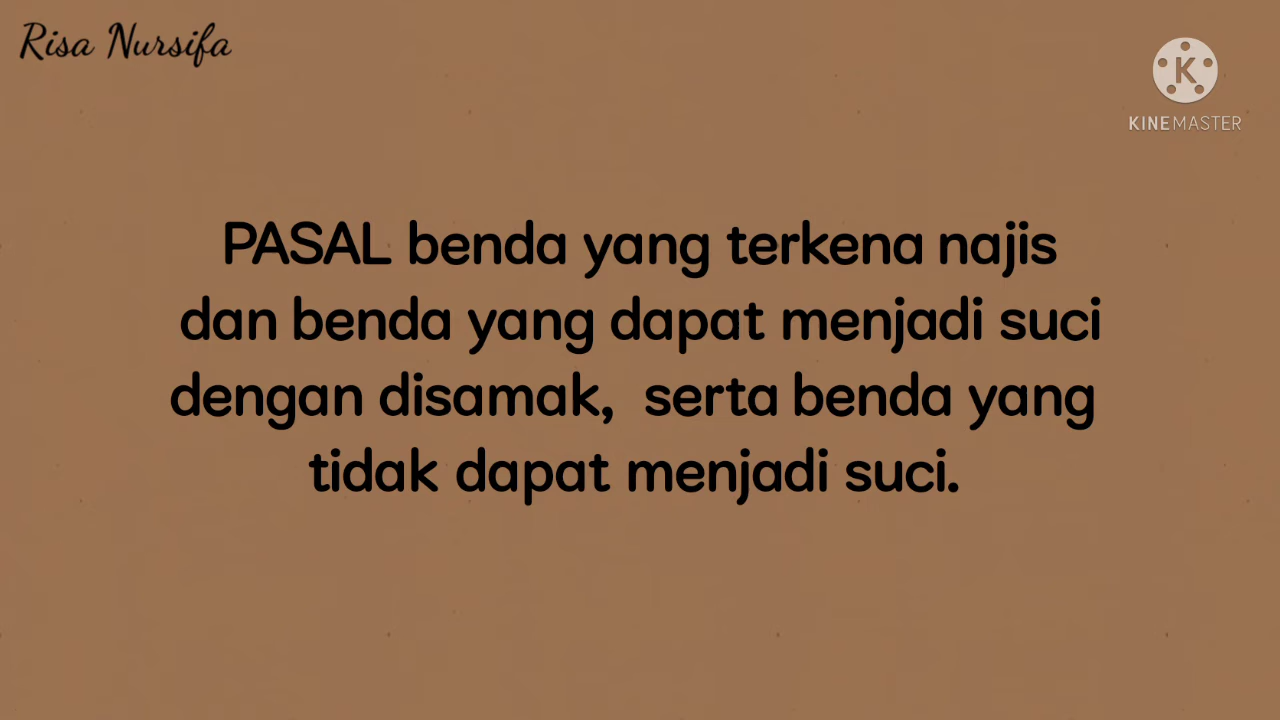 Risa Nursifa
K
KINEMASTER
PASAL benda yang terkena najis
dan benda yang dapat menjadi suci
dengan disamak, serta benda yang
tidak dapat menjadi suci.